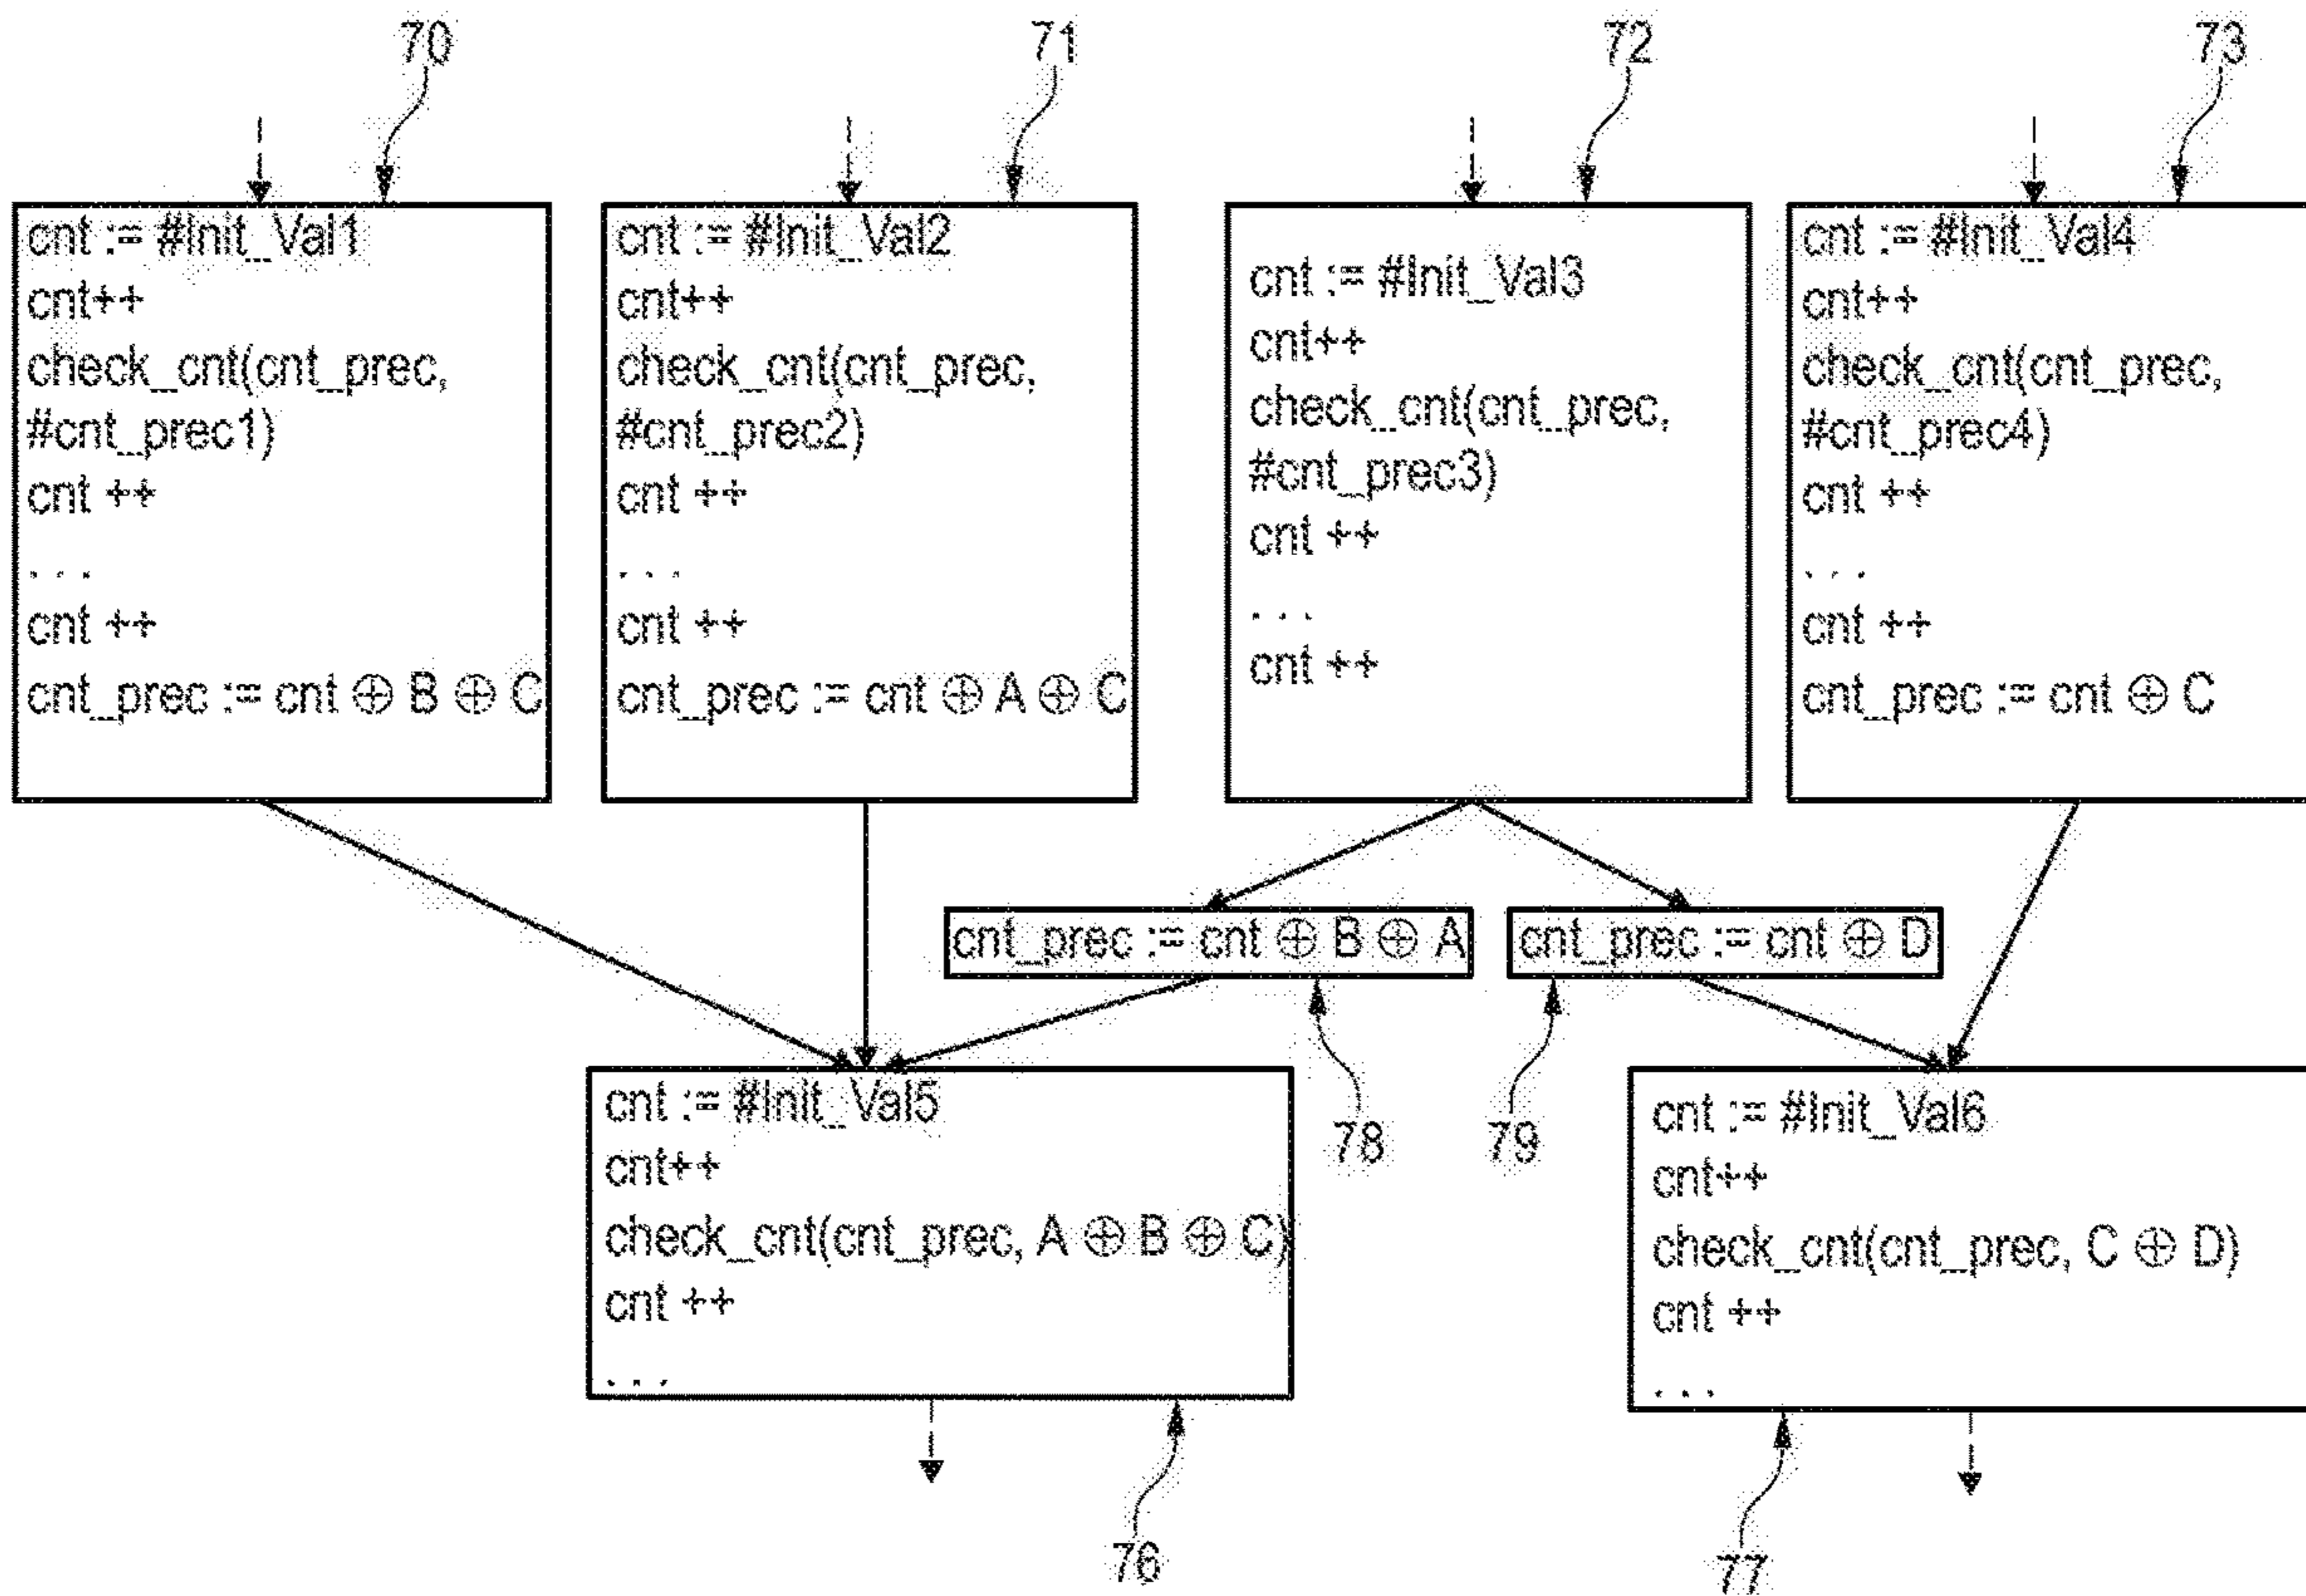 70
71
72
73
cnt := #Init_Val1
cnt++
check_cnt(cnt_prec,
#cnt_prec1)
cnt ++
. . .
cnt ++
cnt_prec := cnt ⊕ B ⊕ C
cnt := #Init_Val2
cnt++
check_cnt(cnt_prec,
#cnt_prec2)
cnt ++
. . .
cnt ++
cnt_prec := cnt ⊕ A ⊕ C
cnt := #Init_Val3
cnt++
check_cnt(cnt_prec,
#cnt_prec3)
cnt ++
. . .
cnt ++
cnt := #Init_Val4
cnt++
check_cnt(cnt_prec,
#cnt_prec4)
cnt ++
. . .
cnt ++
cnt_prec := cnt ⊕ C
cnt_prec := cnt ⊕ B ⊕ A
cnt_prec := cnt ⊕ D
78
79
cnt := #Init_Val5
cnt++
check_cnt(cnt_prec, A ⊕ B ⊕ C)
cnt ++
. . .
cnt := #Init_Val6
cnt++
check_cnt(cnt_prec, C ⊕ D)
cnt ++
. . .
76
77